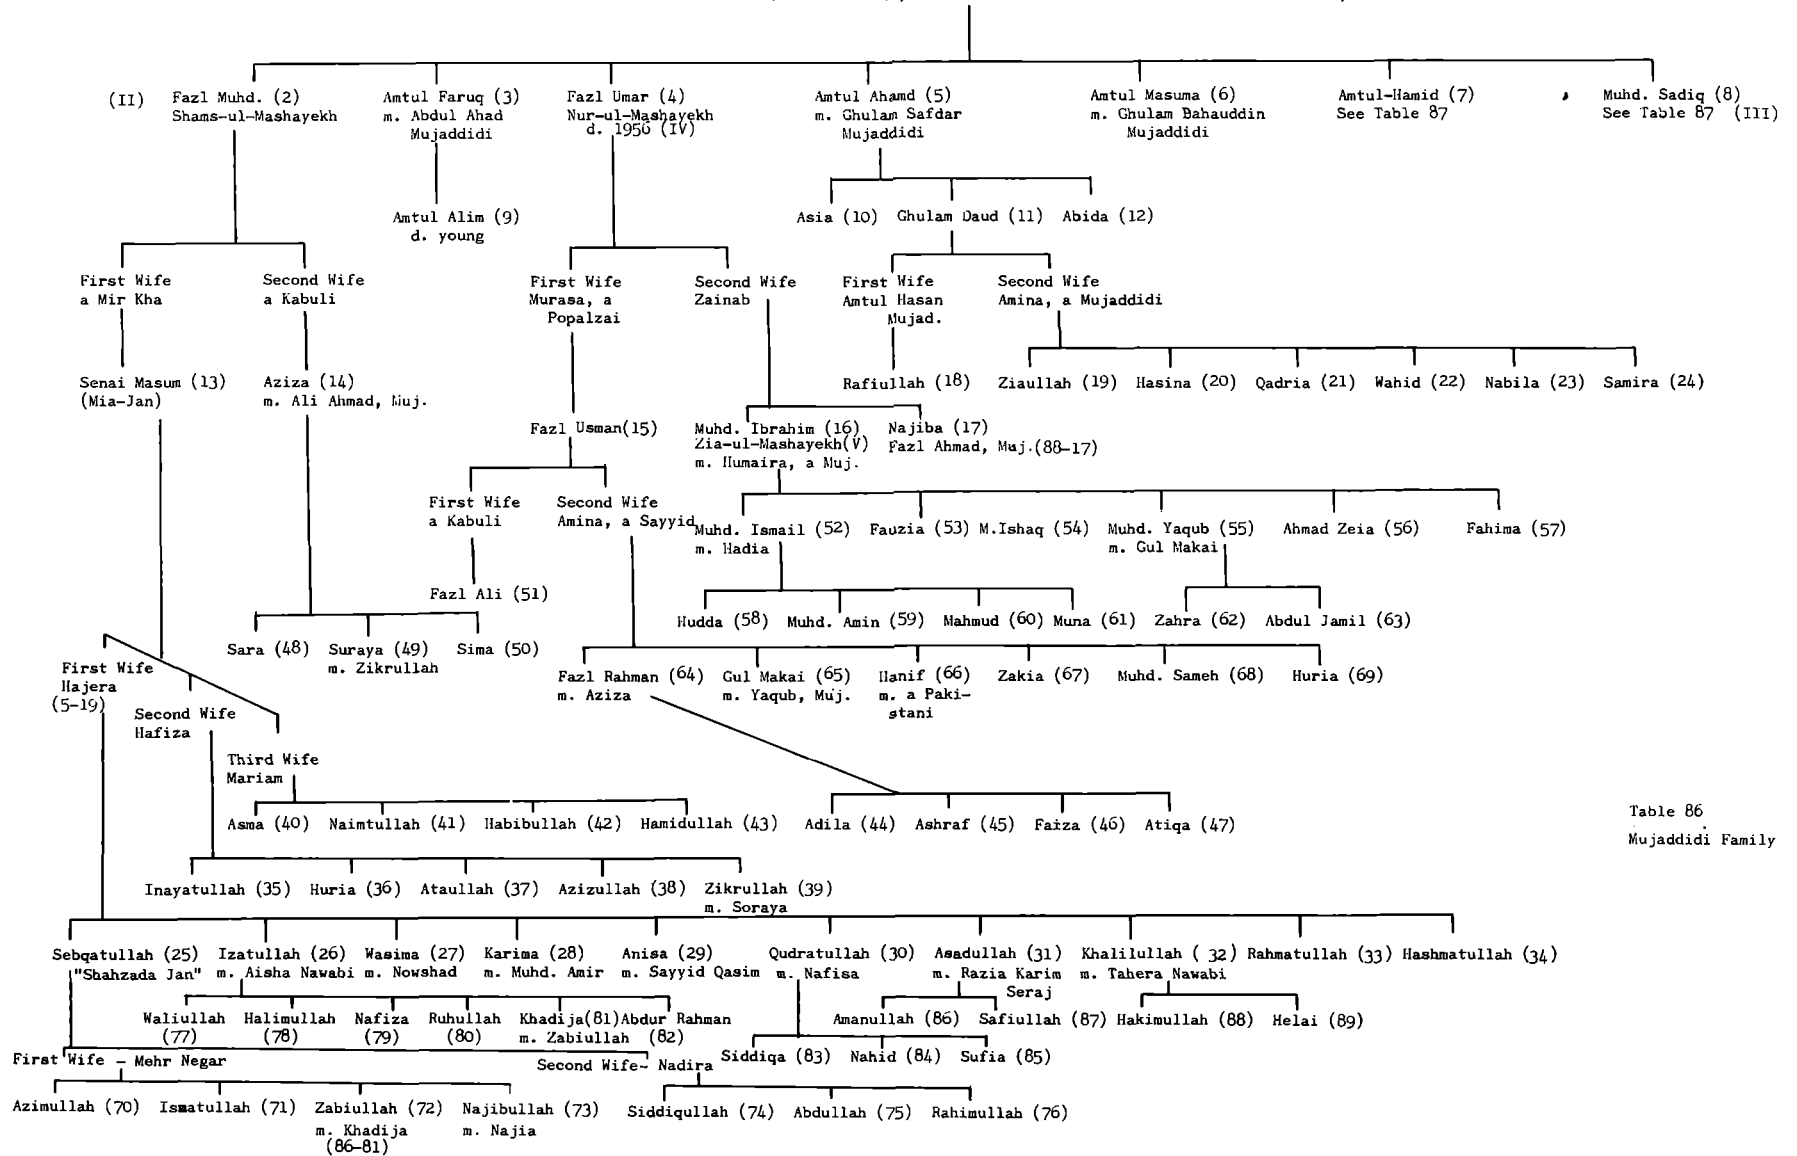 (II) Fazl Muhd. (2)
Shams-ul-Mashayekh
Amtul Faruq (3)
m. Abdul Ahad
Mujaddidi
Fazl Umar (4)
Nur-ul-Mashayekh
d. 1956 (IV)
Amtul Ahamd (5)
m. Ghulam Safdar
Mujaddidi
Amtul Masuma (6)
m. Ghulam Bahauddin
Mujaddidi
Amtul-Hamid (7)
See Table 87
Muhd. Sadiq (8)
See Table 87 (III)
Amtul Alim (9)
d. young
Asia (10) Ghulam Daud (11) Abida (12)
First Wife
a Mir Kha
Second Wife
a Kabuli
First Wife
Murasa, a
Popalzai
Second Wife
Zainab
First Wife
Amtul Hasan
Mujad.
Second Wife
Amina, a Mujaddidi
Senai Masum (13)
(Mia-Jan)
Aziza (14)
m. Ali Ahmad, Muj.
Rafiullah (18) Ziaullah (19) Hasina (20) Qadria (21) Wahid (22) Nabila (23) Samira (24)
Fazl Usman(15)
Muhd. Ibrahim (16)
Zia-ul-Mashayekh(V)
m. Humaira, a Muj.
Najiba (17)
Fazl Ahmad, Muj.(88-17)
First Wife
a Kabuli
Second Wife
Amina, a Sayyid
Muhd. Ismail (52)
m. Hadia
Fauzia (53) M.Ishaq (54)
Muhd. Yaqub (55)
m. Gul Makai
Ahmad Zeia (56) Fahima (57)
Fazl Ali (51)
Hudda (58) Muhd. Amin (59) Mahmud (60) Muna (61) Zahra (62) Abdul Jamil (63)
Sara (48)
Suraya (49)
m. Zikrullah
Sima (50)
First Wife
Hajera
(5-19)
Second Wife
Hafiza
Third Wife
Mariam
Fazl Rahman (64)
m. Aziza
Gul Makai (65)
m. Yaqub, Muj.
Hanif (66)
m. a Paki-
stani
Zakia (67) Muhd. Sameh (68) Huria (69)
Asma (40) Naimtullah (41) Habibullah (42) Hamidullah (43) Adila (44) Ashraf (45) Faiza (46) Atiqa (47)
Table 86
Mujaddidi Family
Inayatullah (35) Huria (36) Ataullah (37) Azizullah (38) Zikrullah (39)
m. Soraya
Sebqatullah (25)
"Shahzada Jan"
Izatullah (26)
m. Aisha Nawabi
Wasima (27)
m. Nowshad
Karima (28)
m. Muhd. Amir
Anisa (29)
m. Sayyid Qasim
Qudratullah (30)
m. Nafisa
Asadullah (31)
m. Razia Karim
Seraj
Khalilullah ( 32)
m. Tahera Nawabi
Rahmatullah (33) Hashmatullah (34)
Waliullah
(77)
Halimullah
(78)
Nafiza
(79)
Ruhullah
(80)
Khadija(81)
m. Zabiullah
Abdur Rahman
(82)
Amanullah (86) Safiullah (87) Hakimullah (88) Helai (89)
Siddiqa (83) Nahid (84) Sufia (85)
First Wife - Mehr Negar
Second Wife- Nadira
Azimullah (70) Ismatullah (71)
Zabiullah (72)
m. Khadija
(86-81)
Najibullah (73)
m. Najia
Siddiqullah (74) Abdullah (75) Rahimullah (76)